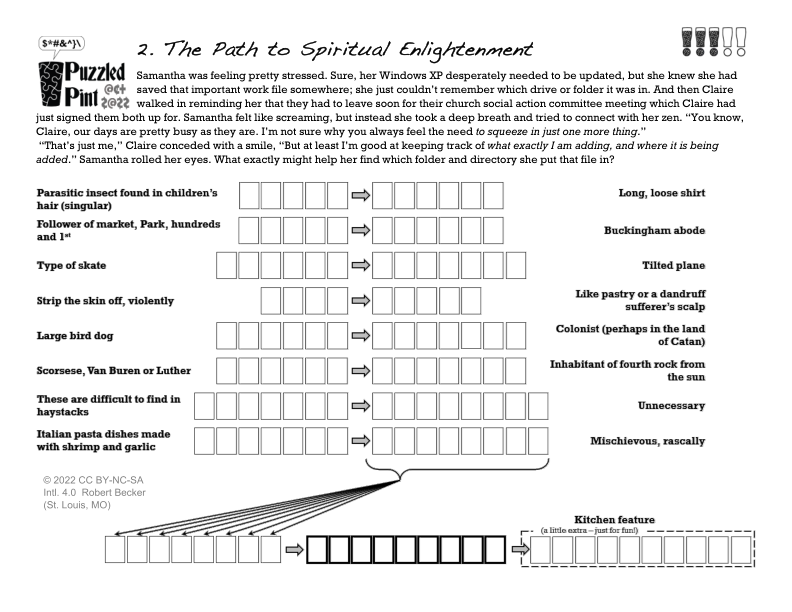 $*#&^}\
2. The Path to Spiritual Enlightenment
Puzzled
Pint
@ct
2@22
Samantha was feeling pretty stressed. Sure, her Windows XP desperately needed to be updated, but she knew she had
saved that important work file somewhere; she just couldn't remember which drive or folder it was in. And then Claire
walked in reminding her that they had to leave soon for their church social action committee meeting which Claire had
just signed them both up for. Samantha felt like screaming, but instead she took a deep breath and tried to connect with her zen. “You know,
Claire, our days are pretty busy as they are. I'm not sure why you always feel the need to squeeze in just one more thing.”
“That's just me,” Claire conceded with a smile, “But at least I'm good at keeping track of what exactly I am adding, and where it is being
added.” Samantha rolled her eyes. What exactly might help her find which folder and directory she put that file in?
Parasitic insect found in children's
hair (singular)
Long, loose shirt
Follower of market, Park, hundreds
and 1st
Buckingham abode
Type of skate
Tilted plane
Strip the skin off, violently
Like pastry or a dandruff
sufferer's scalp
Large bird dog
Colonist (perhaps in the land
of Catan)
Scorsese, Van Buren or Luther
Inhabitant of fourth rock from
the sun
These are difficult to find in
haystacks
Unnecessary
Italian pasta dishes made
with shrimp and garlic
Mischievous, rascally
© 2022 CC BY-NC-SA
Intl. 4.0 Robert Becker
(St. Louis, MO)
Kitchen feature
(a little extra – just for fun!)